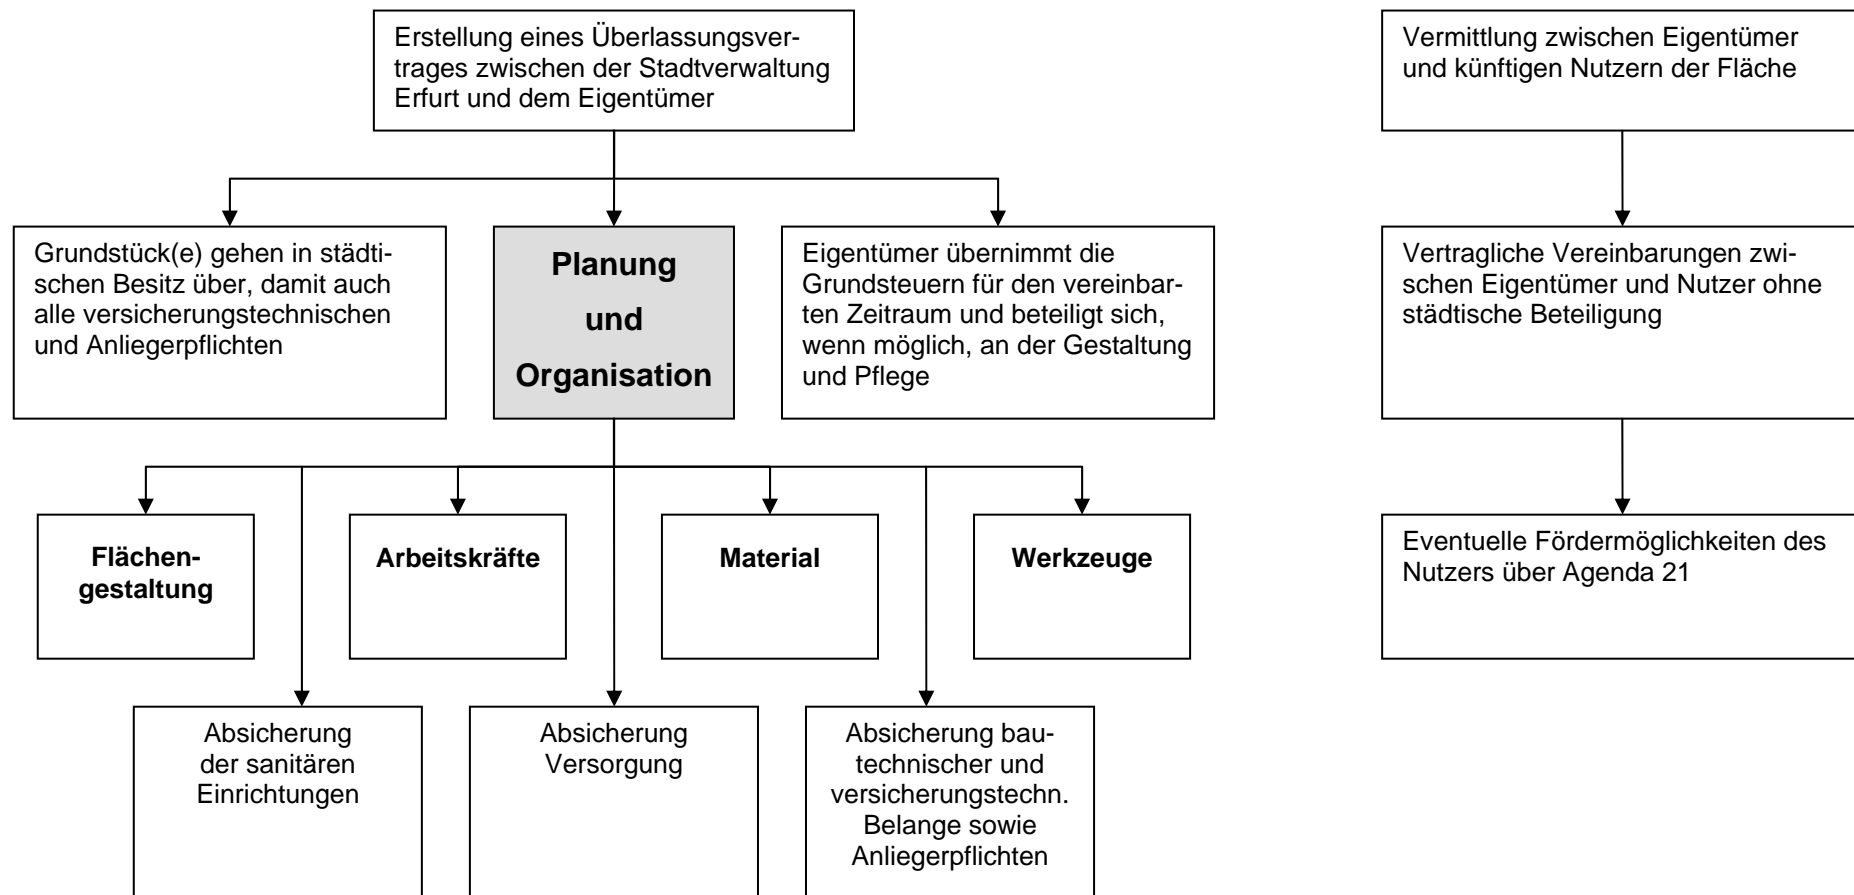 Erstellung eines Überlassungsver-
trages zwischen der Stadtverwaltung
Erfurt und dem Eigentümer
Vermittlung zwischen Eigentümer
und künftigen Nutzern der Fläche
Grundstück(e) gehen in städti-
schen Besitz über, damit auch
alle versicherungstechnischen
und Anliegerpflichten
Planung
und
Organisation
Eigentümer übernimmt die
Grundsteuern für den vereinbar-
ten Zeitraum und beteiligt sich,
wenn möglich, an der Gestaltung
und Pflege
Vertragliche Vereinbarungen zwi-
schen Eigentümer und Nutzer ohne
städtische Beteiligung
Flächen-
gestaltung
Arbeitskräfte
Material
Werkzeuge
Eventuelle Fördermöglichkeiten des
Nutzers über Agenda 21
Absicherung
der sanitären
Einrichtungen
Absicherung
Versorgung
Absicherung bau-
technischer und
versicherungstechn.
Belange sowie
Anliegerpflichten